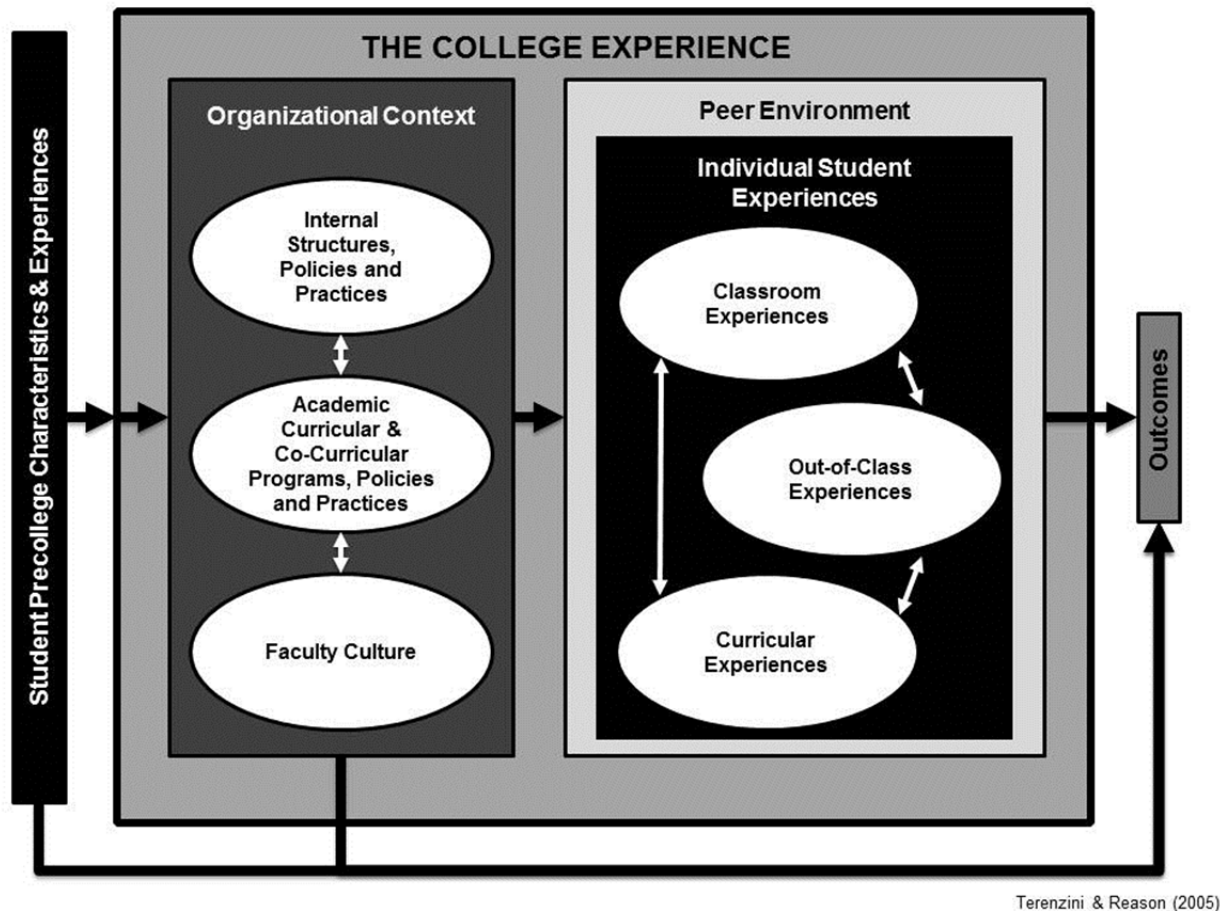 THE COLLEGE EXPERIENCE
Student Precollege Characteristics & Experiences
Organizational Context
Internal
Structures,
Policies and
Practices
Academic
Curricular &
Co-Curricular
Programs, Policies
and Practices
Faculty Culture
Peer Environment
Individual Student
Experiences
Classroom
Experiences
Out-of-Class
Experiences
Curricular
Experiences
Outcomes
Terenzini & Reason (2005)